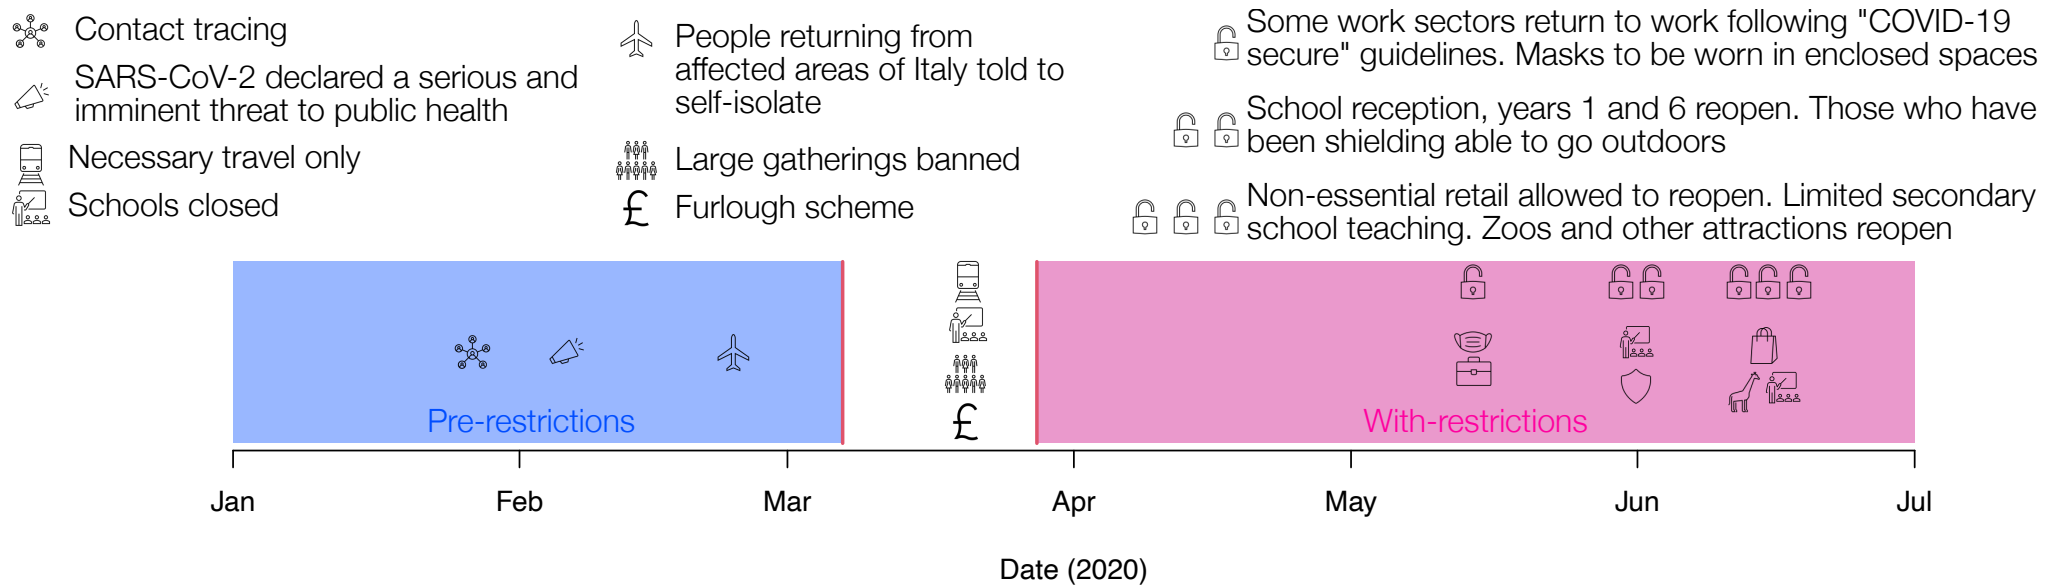 Contact tracing
SARS-CoV-2 declared a serious and
imminent threat to public health
Necessary travel only
Schools closed
People returning from
affected areas of Italy told to
self-isolate
Large gatherings banned
£ Furlough scheme
Some work sectors return to work following "COVID-19
secure" guidelines. Masks to be worn in enclosed spaces
School reception, years 1 and 6 reopen. Those who have
been shielding able to go outdoors
Non-essential retail allowed to reopen. Limited secondary
school teaching. Zoos and other attractions reopen
Pre-restrictions
£
With-restrictions
Jan Feb Mar Apr May Jun Jul
Date (2020)